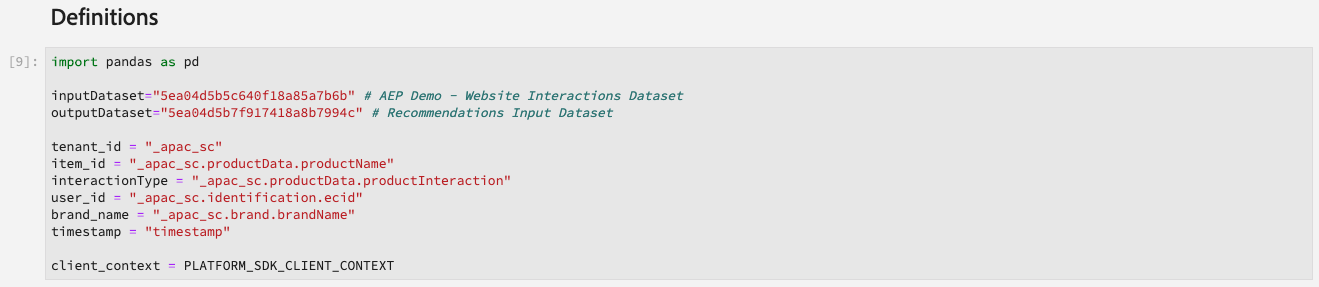 Definitions
[9]:
import pandas as pd
inputDataset="5ea04d5b5c640f18a85a7b6b" # AEP Demo - Website Interactions Dataset
outputDataset="5ea04d5b7f917418a8b7994c" # Recommendations Input Dataset
tenant_id = "_apac_sc"
item_id = "_apac_sc.productData.productName"
interactionType = "_apac_sc.productData.productInteraction"
user_id = "_apac_sc.identification.ecid"
brand_name = "_apac_sc.brand.brandName"
timestamp = "timestamp"
client_context = PLATFORM_SDK_CLIENT_CONTEXT